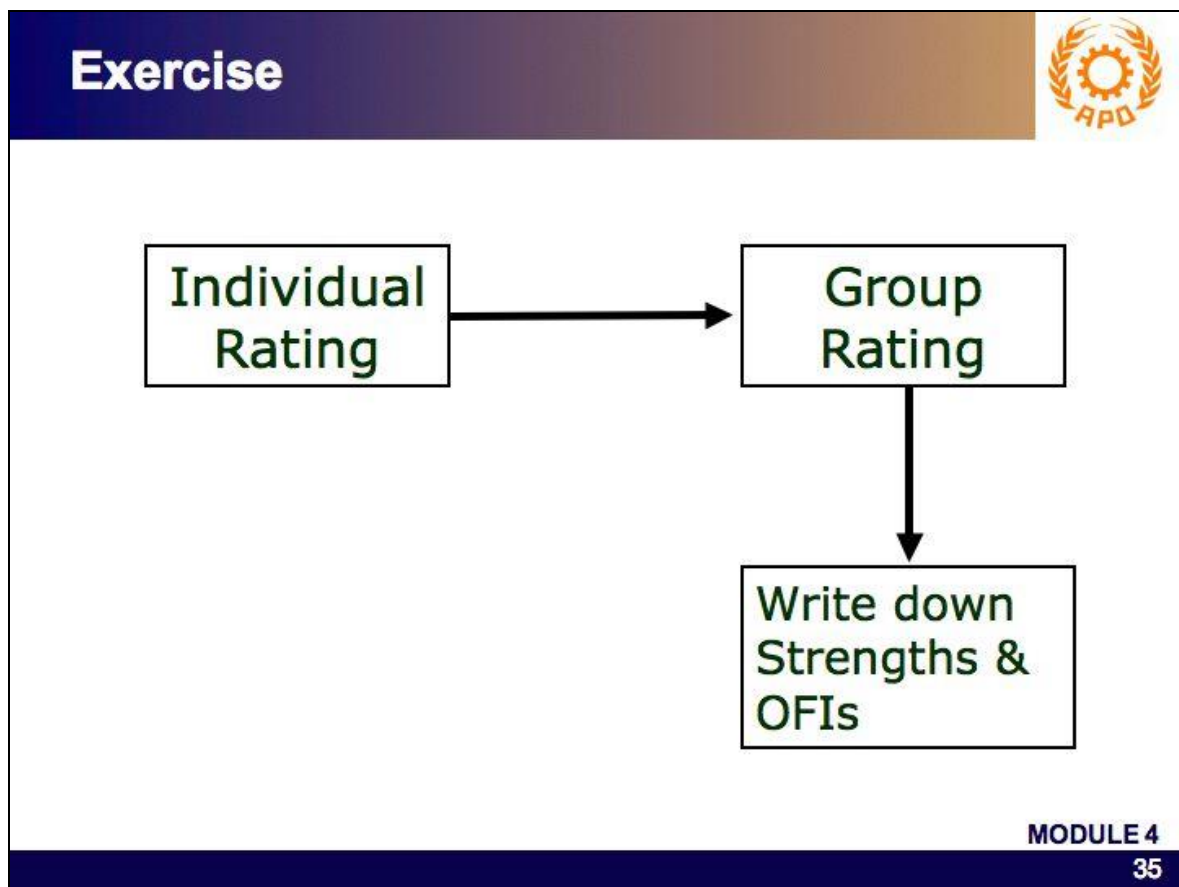 Exercise
APO
Individual
Rating
Group
Rating
Write down
Strengths &
OFIs
MODULE 4
35